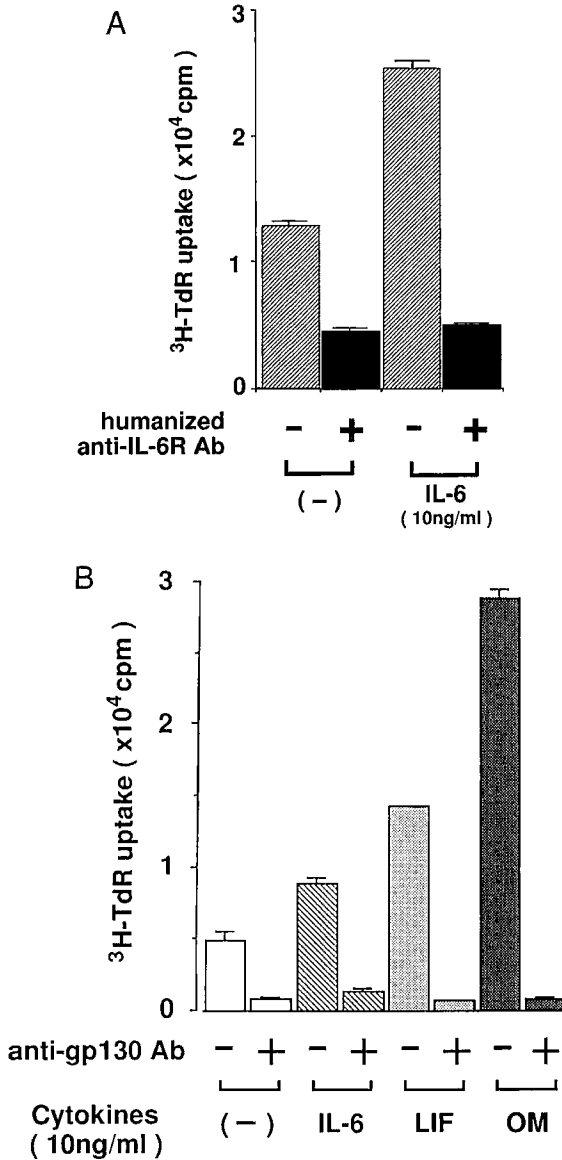 A
³H-TdR uptake ( x10⁴cpm )
3
2
1
0
humanized
anti-IL-6R Ab
- + - +
( – ) IL-6
( 10ng/ml )
B
³H-TdR uptake ( x10⁴cpm )
3
2
1
0
anti-gp130 Ab - + - + - + - +
Cytokines ( – ) IL-6 LIF OM
( 10ng/ml )